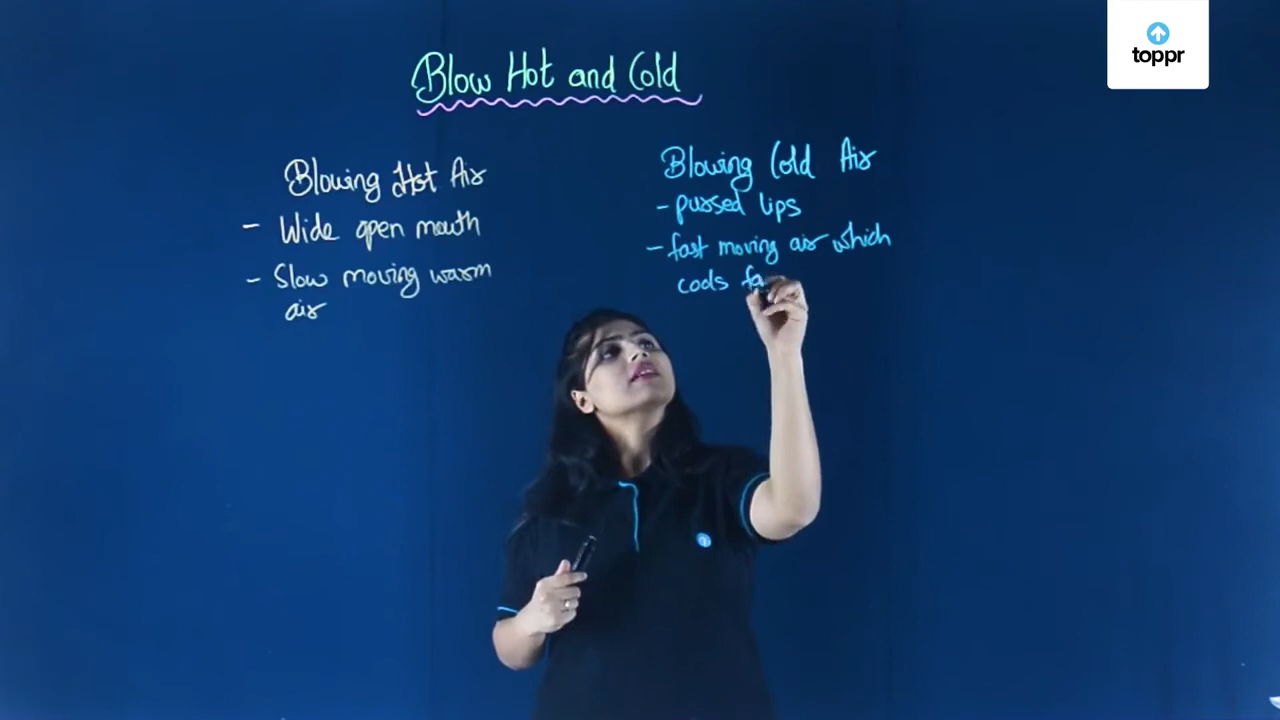 toppr
Blow Hot and Cold
Blowing Hot Air
- Wide open mouth
- Slow moving warm
air
Blowing Cold Air
- pursed lips
- fast moving air which
cools fa